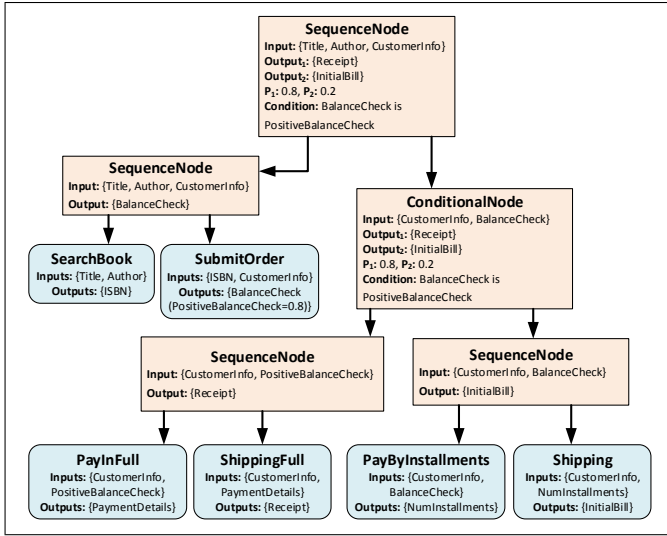 SequenceNode
Input: {Title, Author, CustomerInfo}
Output₁: {Receipt}
Output₂: {InitialBill}
P₁: 0.8, P₂: 0.2
Condition: BalanceCheck is
PositiveBalanceCheck
SequenceNode
Input: {Title, Author, CustomerInfo}
Output: {BalanceCheck}
ConditionalNode
Input: {CustomerInfo, BalanceCheck}
Output₁: {Receipt}
Output₂: {InitialBill}
P₁: 0.8, P₂: 0.2
Condition: BalanceCheck is
PositiveBalanceCheck
SearchBook
Inputs: {Title, Author}
Outputs: {ISBN}
SubmitOrder
Inputs: {ISBN, CustomerInfo}
Outputs: {BalanceCheck
(PositiveBalanceCheck=0.8)}
SequenceNode
Input: {CustomerInfo, PositiveBalanceCheck}
Output: {Receipt}
SequenceNode
Input: {CustomerInfo, BalanceCheck}
Output: {InitialBill}
PayInFull
Inputs: {CustomerInfo,
PositiveBalanceCheck}
Outputs: {PaymentDetails}
ShippingFull
Inputs: {CustomerInfo,
PaymentDetails}
Outputs: {Receipt}
PayByInstallments
Inputs: {CustomerInfo,
BalanceCheck}
Outputs: {NumInstallments}
Shipping
Inputs: {CustomerInfo,
NumInstallments}
Outputs: {InitialBill}